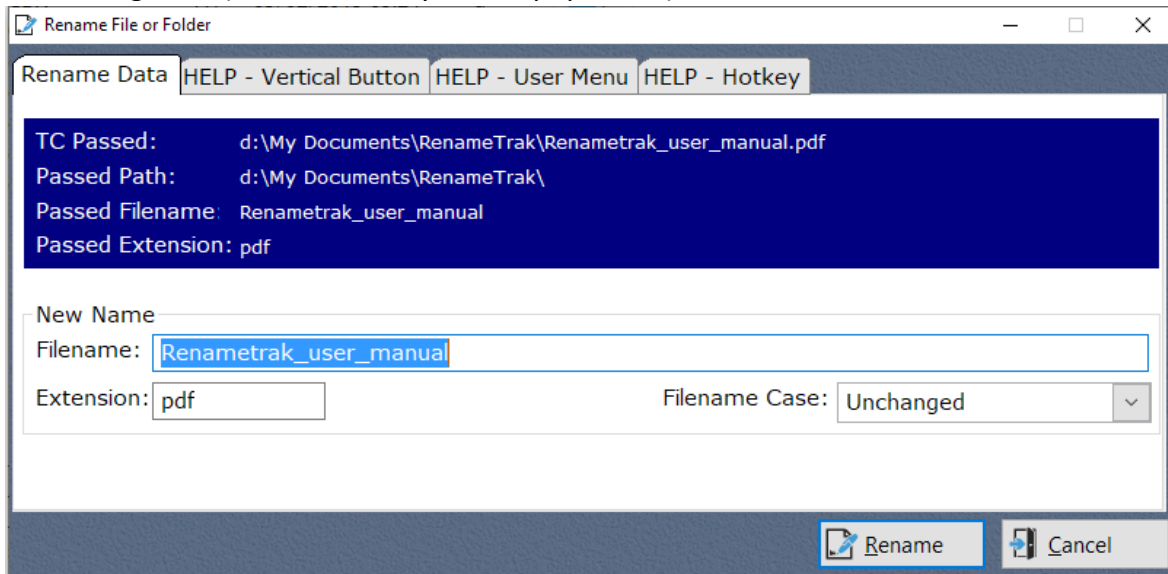 Rename File or Folder
Rename Data HELP - Vertical Button HELP - User Menu HELP - Hotkey
TC Passed: d:\My Documents\RenameTrak\Renametrak_user_manual.pdf
Passed Path: d:\My Documents\RenameTrak\
Passed Filename: Renametrak_user_manual
Passed Extension: pdf
New Name
Filename: Renametrak_user_manual
Extension: pdf Filename Case: Unchanged
Rename Cancel